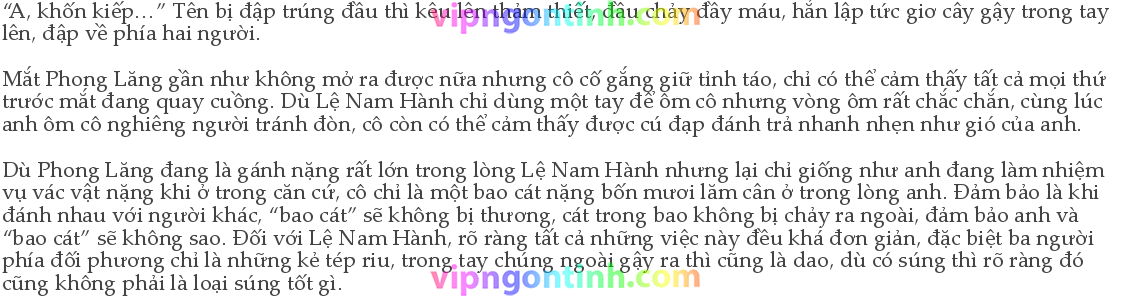 “A, khốn kiếp…” Tên bị đập trúng đầu thì kêu lên thảm thiết, đầu chảy đầy máu, hắn lập tức giơ cây gậy trong tay
vipngontinh.com
lên, đập về phía hai người.
Mắt Phong Lăng gần như không mở ra được nữa nhưng cô cố gắng giữ tỉnh táo, chỉ có thể cảm thấy tất cả mọi thứ
trước mắt đang quay cuồng. Dù Lệ Nam Hành chỉ dùng một tay để ôm cô nhưng vòng ôm rất chắc chắn, cùng lúc
anh ôm cô nghiêng người tránh đòn, cô còn có thể cảm thấy được cú đạp đánh trả nhanh nhẹn như gió của anh.
Dù Phong Lăng đang là gánh nặng rất lớn trong lòng Lệ Nam Hành nhưng lại chỉ giống như anh đang làm nhiệm
vụ vác vật nặng khi ở trong căn cứ, cô chỉ là một bao cát nặng bốn mươi lăm cân ở trong lòng anh. Đảm bảo là khi
đánh nhau với người khác, “bao cát” sẽ không bị thương, cát trong bao không bị chảy ra ngoài, đảm bảo anh và
“bao cát” sẽ không sao. Đối với Lệ Nam Hành, rõ ràng tất cả những việc này đều khá đơn giản, đặc biệt ba người
phía đối phương chỉ là những kẻ tép riu, trong tay chúng ngoài gậy ra thì cũng là dao, dù có súng thì rõ ràng đó
vipngontinh.com
cũng không phải là loại súng tốt gì.